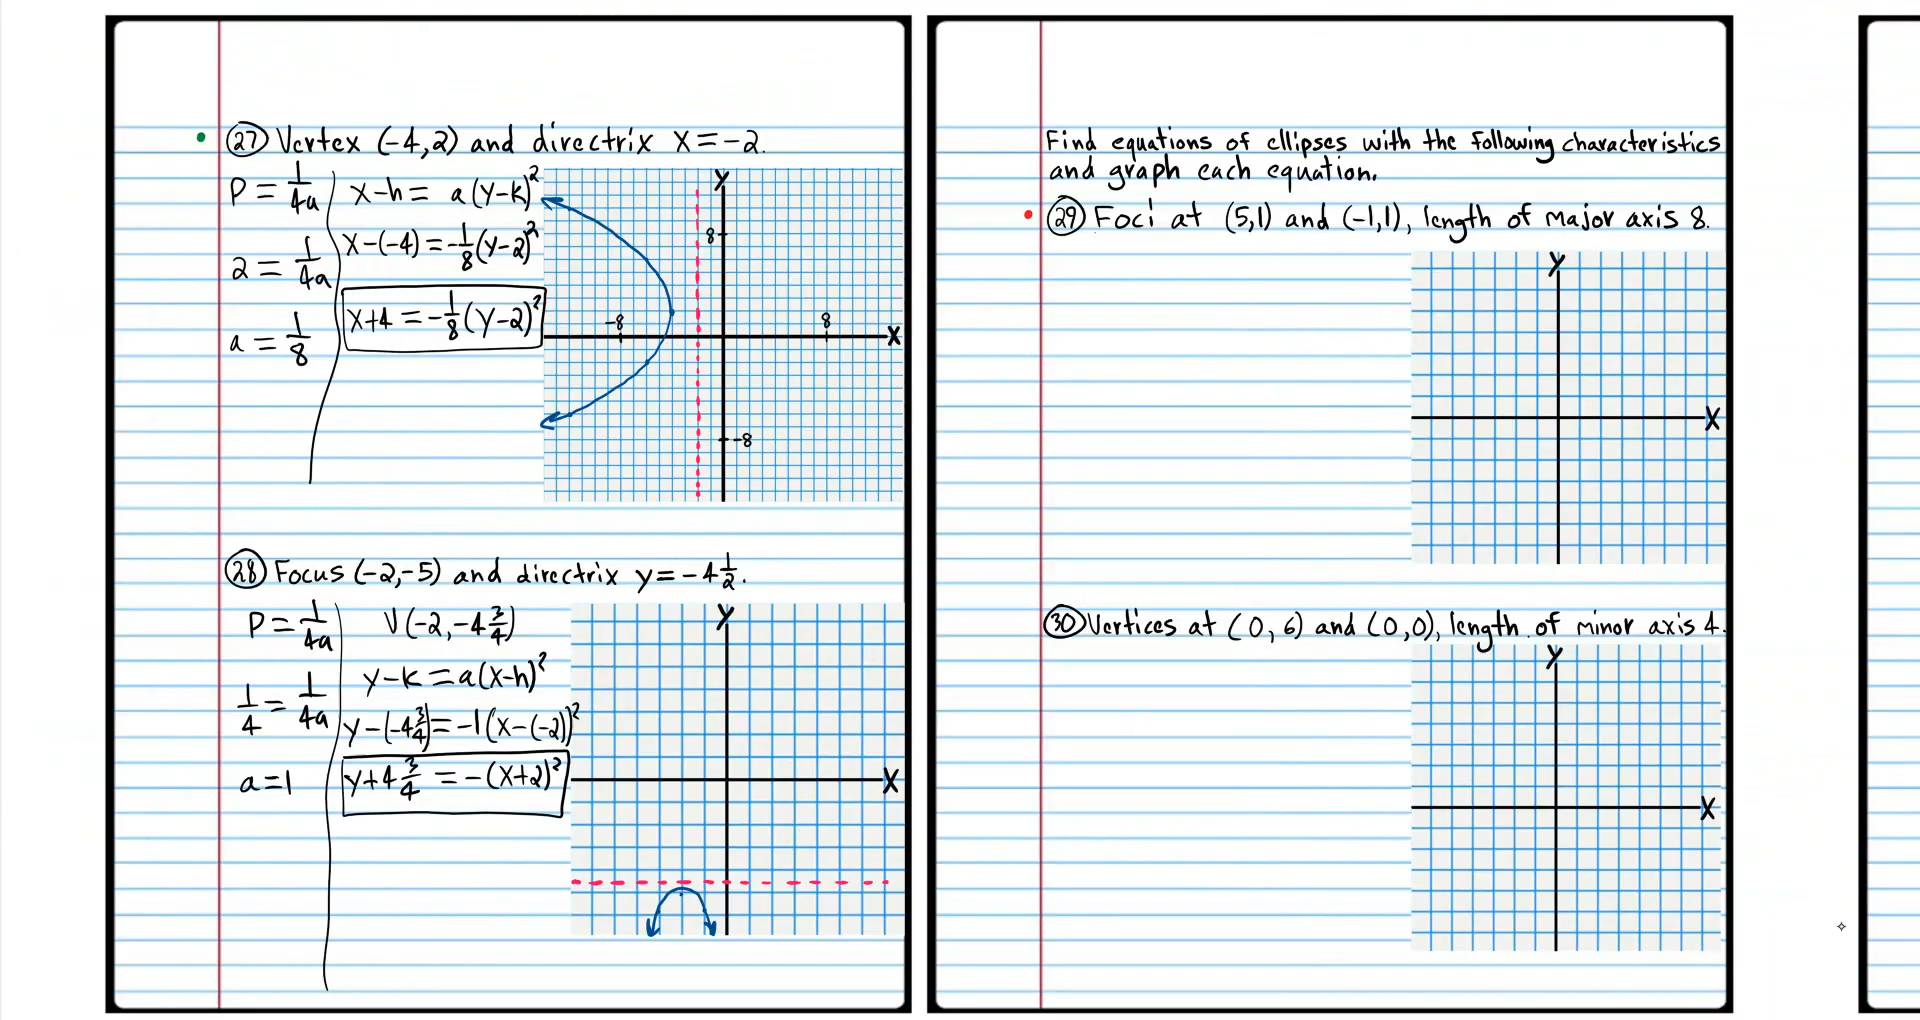 27 Vertex (-4,2) and directrix x=-2.
P = 1/4a
x-h = a(y-k)²
2 = 1/4a
x-(-4) = -1/8(y-2)²
a = 1/8
x+4 = -1/8(y-2)²
Y
8
-8
8
X
-8
28 Focus (-2,-5) and directrix y=-4 1/2.
P = 1/4a
V(-2,-4 3/4)
1/4 = 1/4a
y-k = a(x-h)²
y-(-4 3/4) = -1(x-(-2))²
a=1
y+4 3/4 = -(x+2)²
Y
X
Find equations of ellipses with the following characteristics
and graph each equation.
29 Foci at (5,1) and (-1,1), length of major axis 8.
Y
X
30 Vertices at (0,6) and (0,0), length of minor axis 4.
Y
X